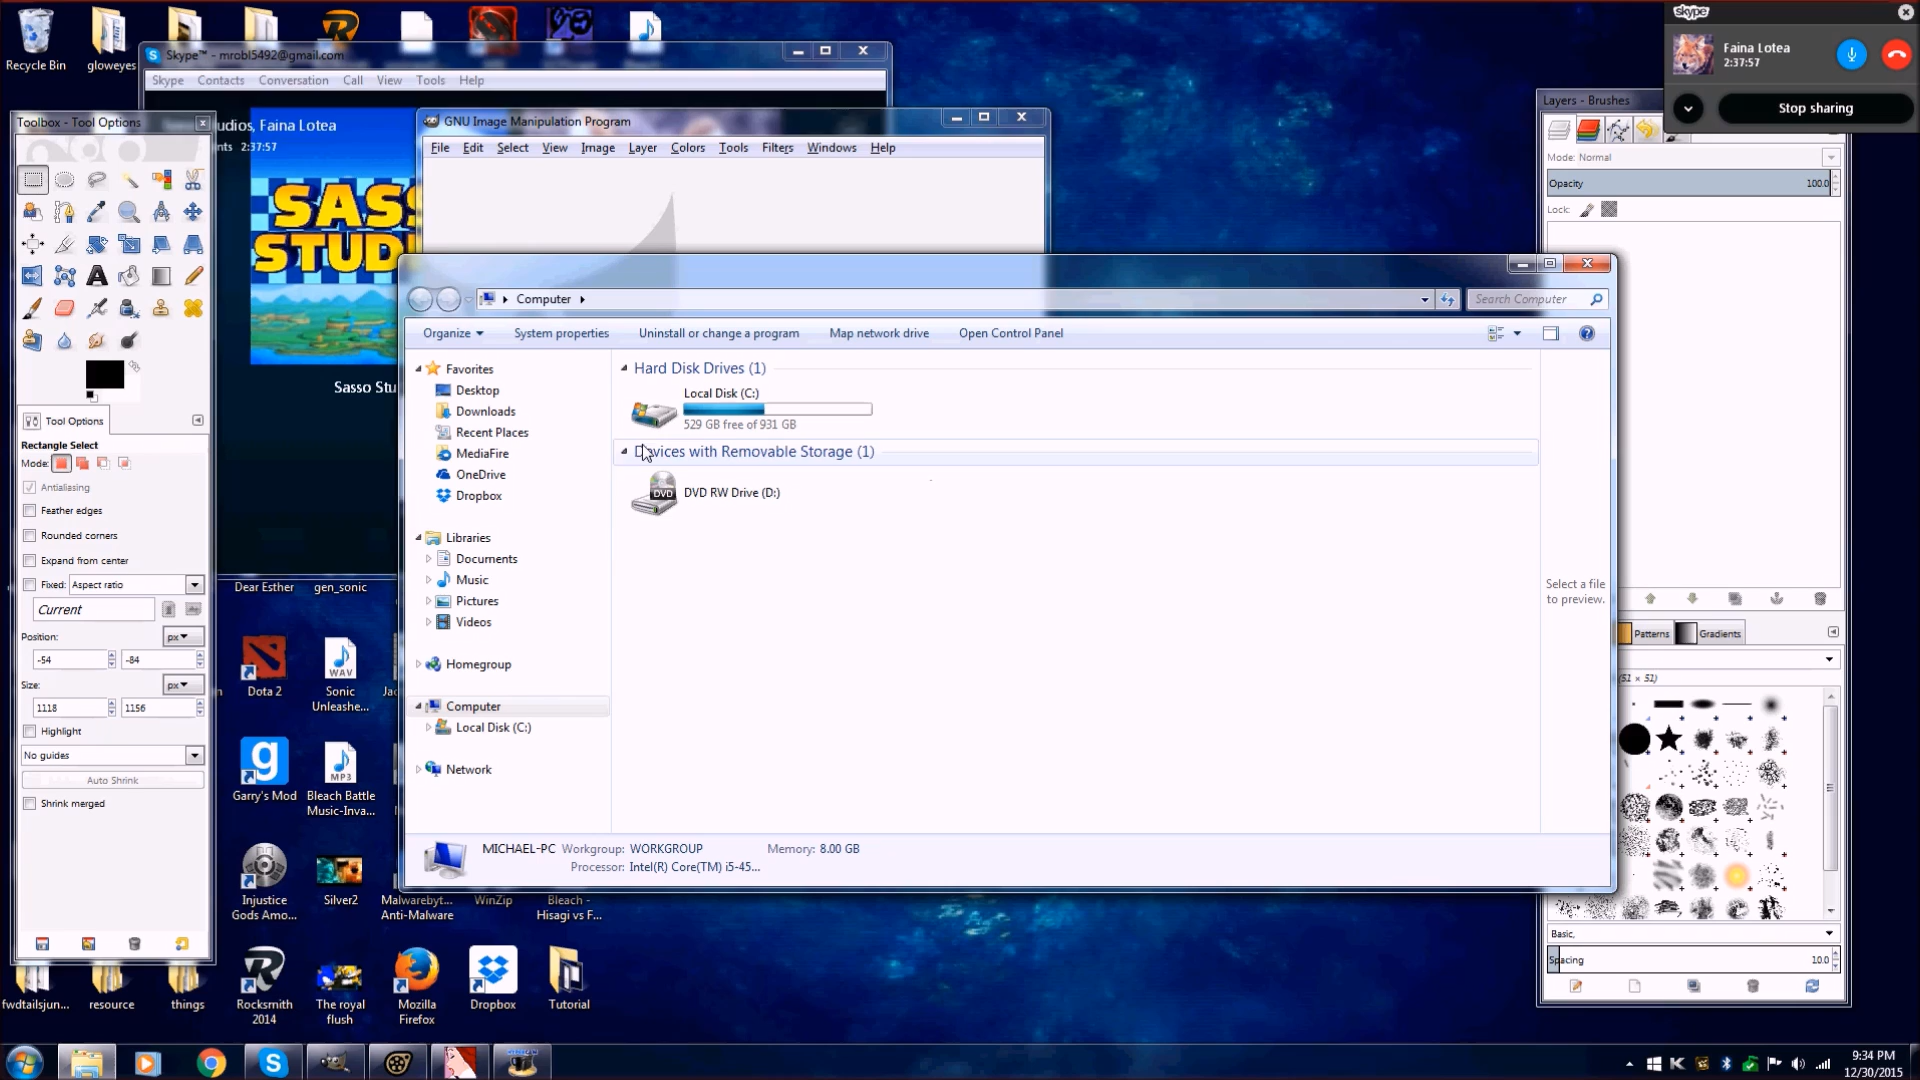 Recycle Bin
gloweyes
Skype™ - mrobl5492@gmail.com
Skype Contacts Conversation Call View Tools Help
skype
Faina Lotea
2:37:57
Stop sharing
Toolbox - Tool Options
udios, Faina Lotea
nts 2:37:57
SASS
STUD
Sasso Stu
GNU Image Manipulation Program
File Edit Select View Image Layer Colors Tools Filters Windows Help
Layers - Brushes
Mode: Normal
Opacity 100.0
Lock:
Computer
Search Computer
Organize System properties Uninstall or change a program Map network drive Open Control Panel
Favorites
Desktop
Downloads
Recent Places
MediaFire
OneDrive
Dropbox
Libraries
Documents
Music
Pictures
Videos
Homegroup
Computer
Local Disk (C:)
Network
Hard Disk Drives (1)
Local Disk (C:)
529 GB free of 931 GB
Devices with Removable Storage (1)
DVD
DVD RW Drive (D:)
Select a file
to preview.
MICHAEL-PC Workgroup: WORKGROUP Memory: 8.00 GB
Processor: Intel(R) Core(TM) i5-45...
Tool Options
Rectangle Select
Mode:
Antialiasing
Feather edges
Rounded corners
Expand from center
Fixed: Aspect ratio
Current
Position:
px
-54 -84
Size:
px
1118 1156
Highlight
No guides
Auto Shrink
Shrink merged
Dear Esther
gen_sonic
Dota 2
WAV
Sonic
Unleashe...
Garry's Mod
MP3
Bleach Battle
Music-Inva...
Injustice
Gods Amo...
Silver2
Malwarebyt...
Anti-Malware
WinZip
Bleach -
Hisagi vs F...
fwdtailsjun...
resource
things
Rocksmith
2014
The royal
flush
Mozilla
Firefox
Dropbox
Tutorial
Patterns
Gradients
(51 × 51)
Basic,
Spacing 10.0
9:34 PM
12/30/2015